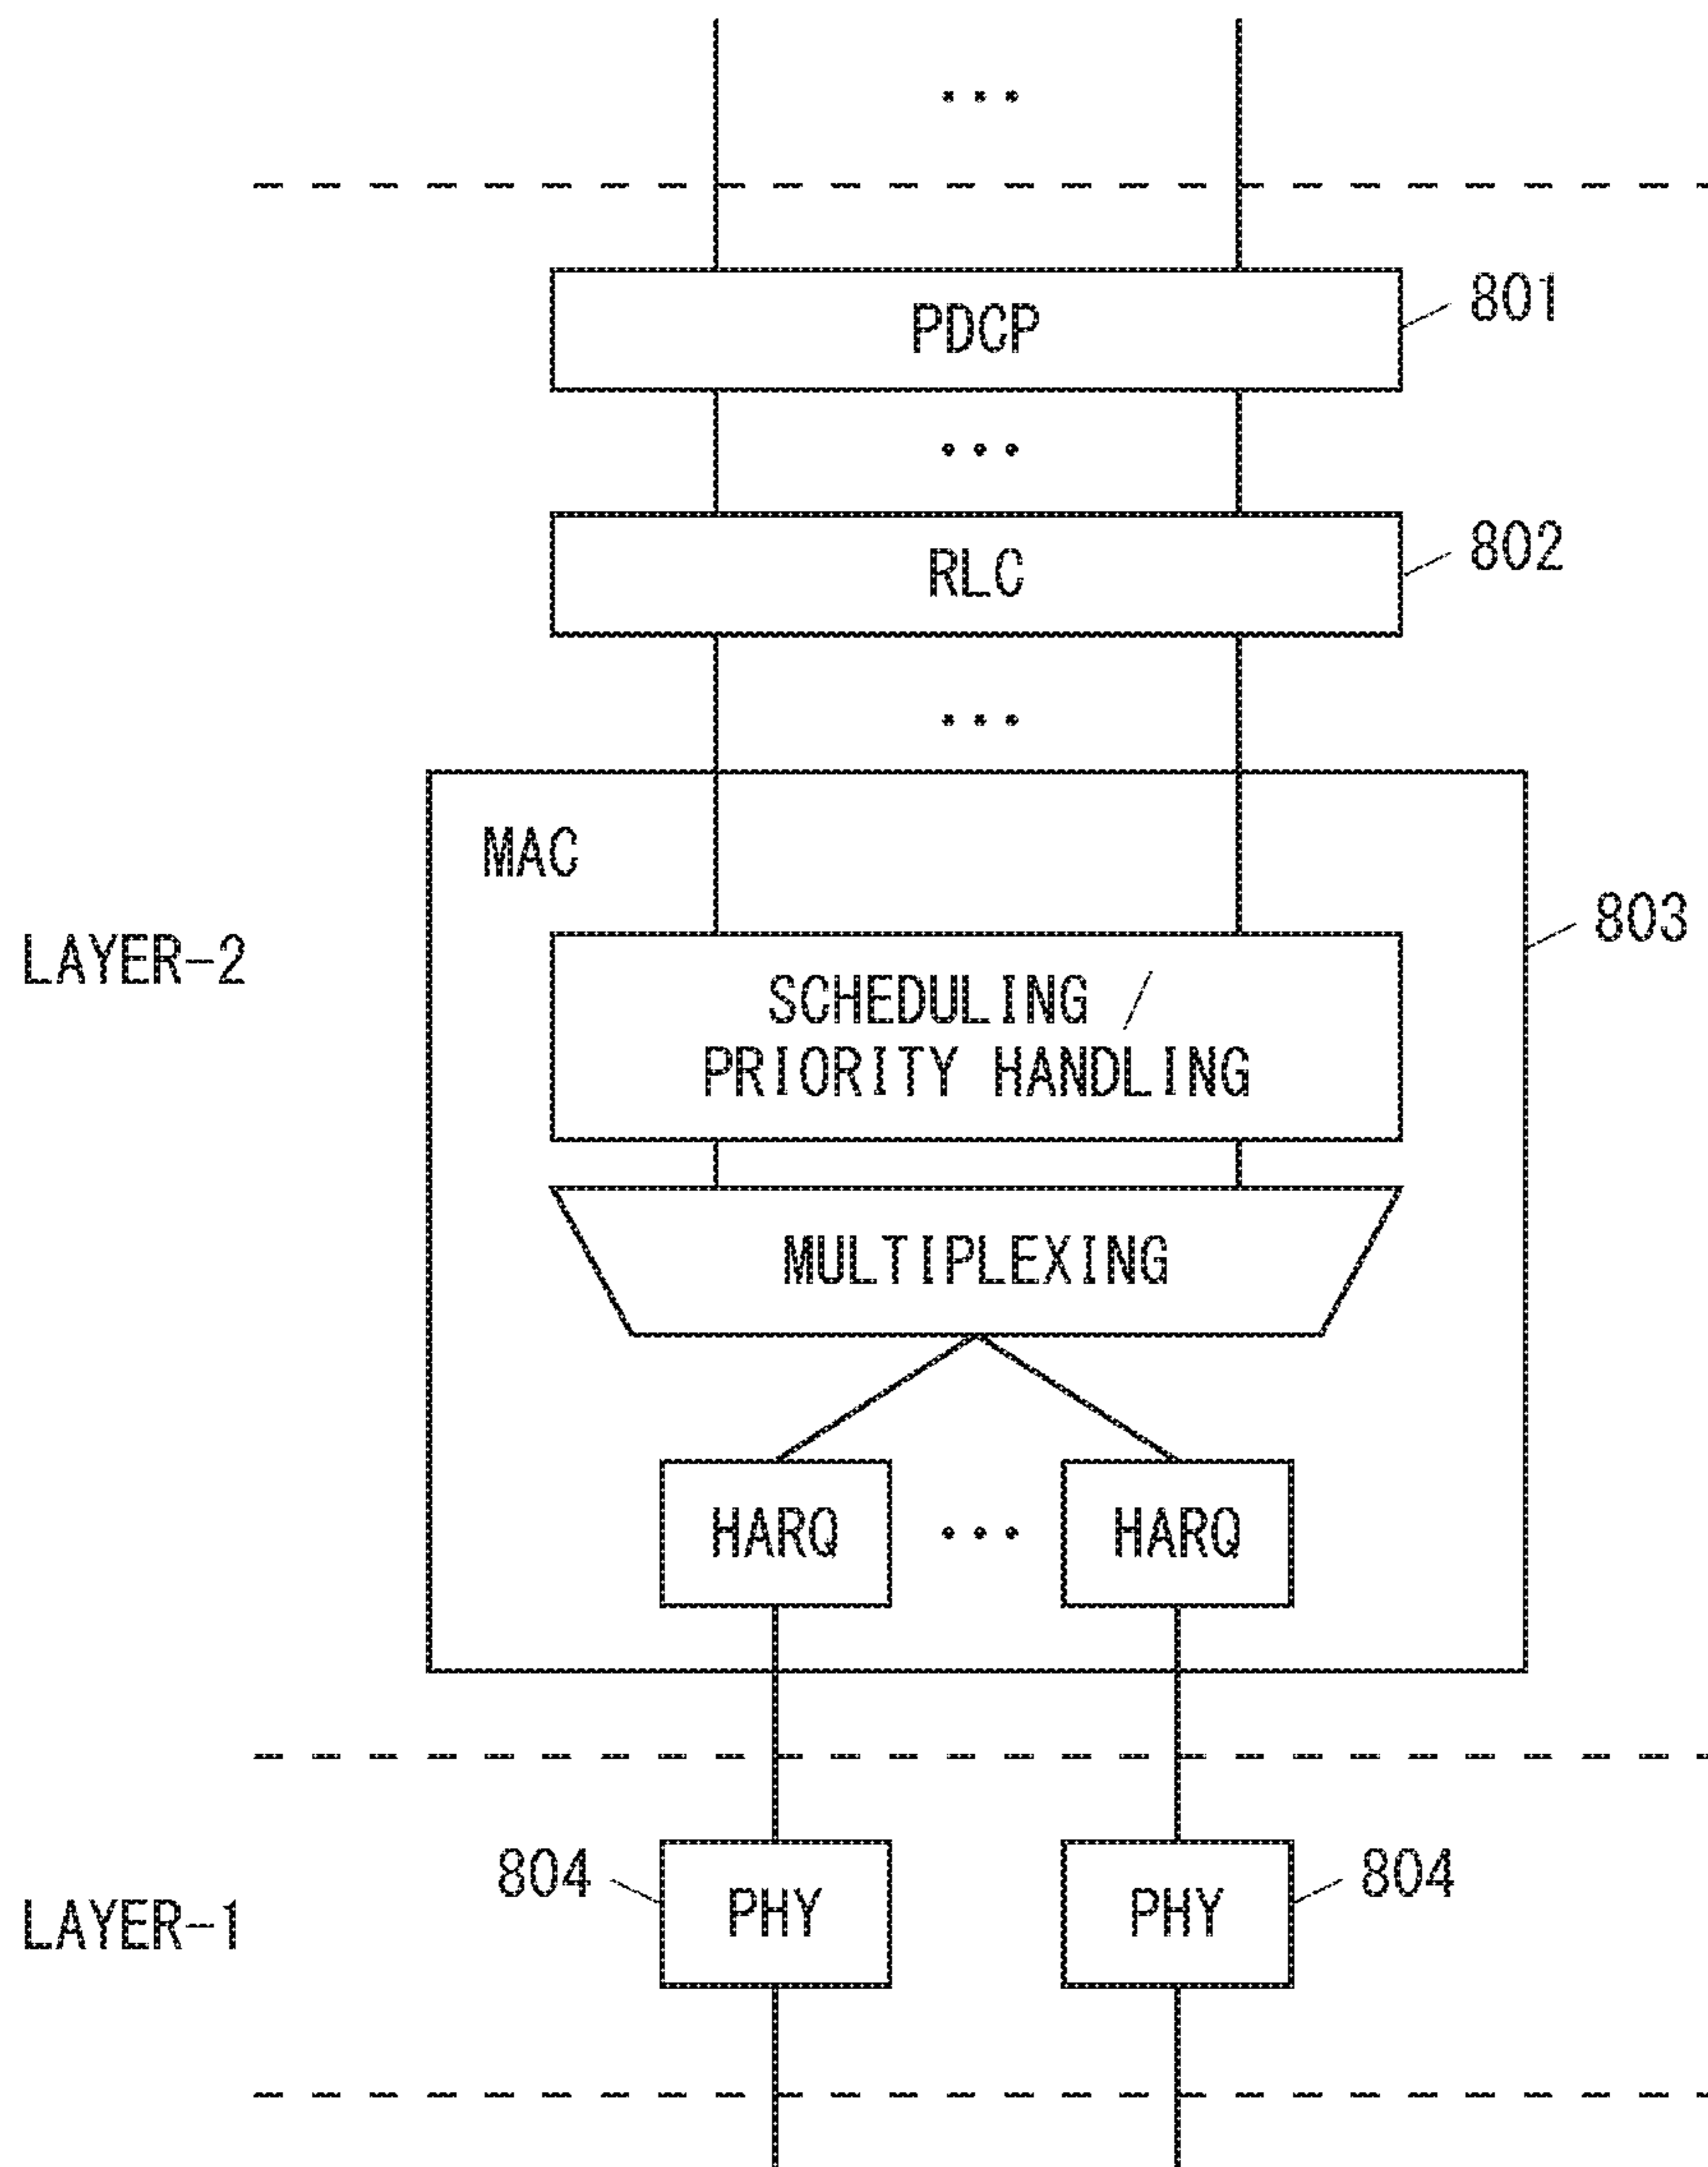 ...
PDCP
801
...
RLC
802
...
MAC
803
LAYER-2
SCHEDULING /
PRIORITY HANDLING
MULTIPLEXING
HARQ ... HARQ
804
PHY
PHY
804
LAYER-1